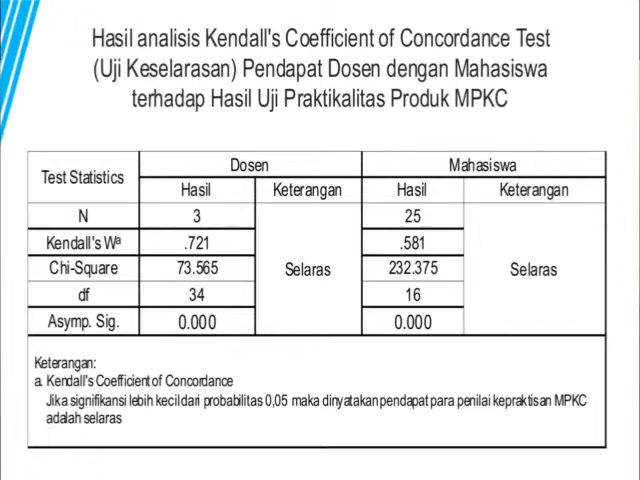 Hasil analisis Kendall's Coefficient of Concordance Test
(Uji Keselarasan) Pendapat Dosen dengan Mahasiswa
terhadap Hasil Uji Praktikalitas Produk MPKC
Test Statistics Dosen Mahasiswa
Hasil Keterangan Hasil Keterangan
N 3 25
Kendall's Wᵃ .721 .581
Chi-Square 73.565 Selaras 232.375 Selaras
df 34 16
Asymp. Sig. 0.000 0.000
Keterangan:
a. Kendall's Coefficient of Concordance
Jika signifikansi lebih kecil dari probabilitas 0,05 maka dinyatakan pendapat para penilai kepraktisan MPKC
adalah selaras